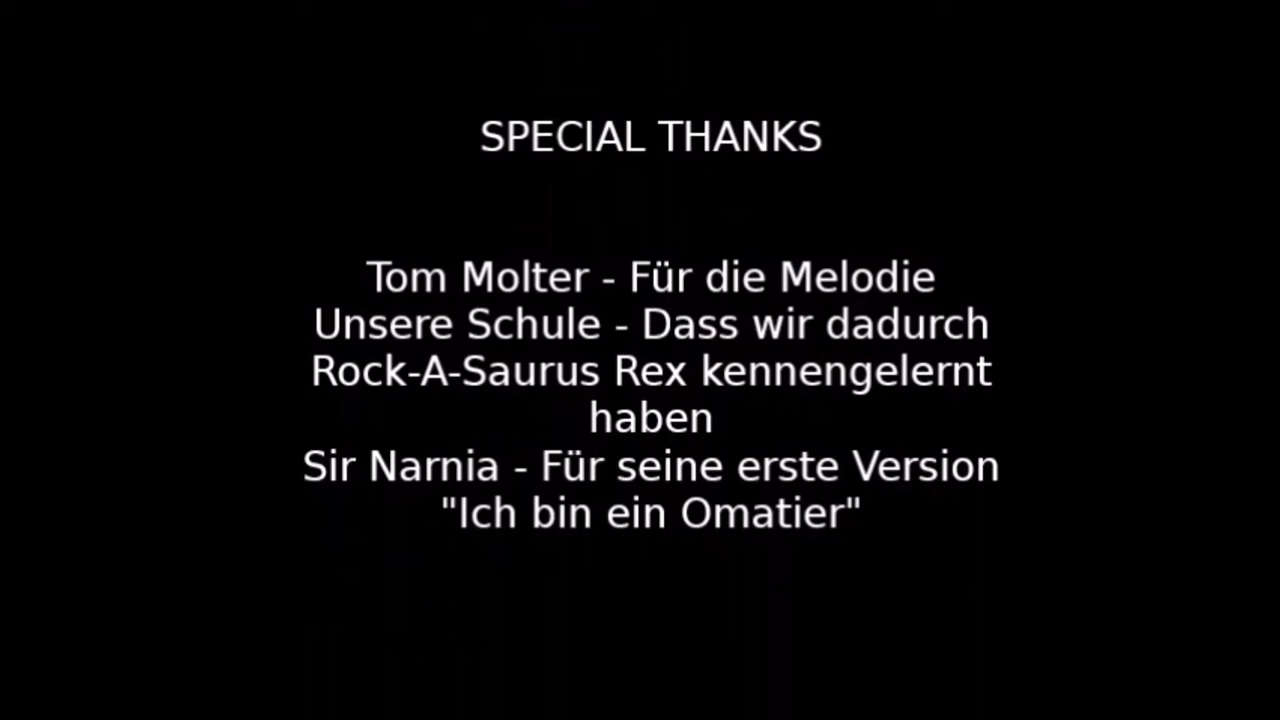 SPECIAL THANKS
Tom Molter - Für die Melodie
Unsere Schule - Dass wir dadurch
Rock-A-Saurus Rex kennengelernt
haben
Sir Narnia - Für seine erste Version
"Ich bin ein Omatier"